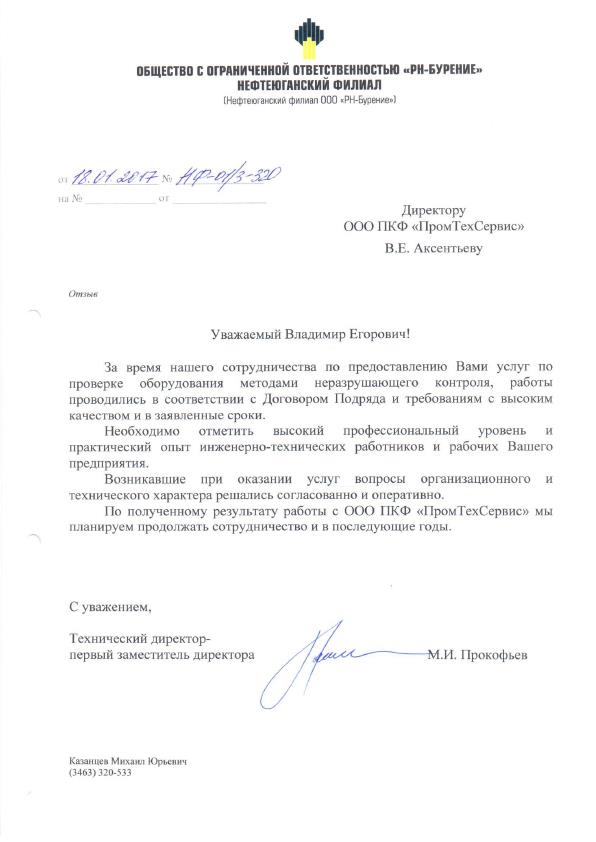 ОБЩЕСТВО С ОГРАНИЧЕННОЙ ОТВЕТСТВЕННОСТЬЮ «РН-БУРЕНИЕ»
НЕФТЕЮГАНСКИЙ ФИЛИАЛ
(Нефтеюганский филиал ООО «РН-Бурение»)
от 18.01 2017 № НФ-01/3-320
на № ____________ от ________________
Директору
ООО ПКФ «ПромТехСервис»
В.Е. Аксентьеву
Отзыв
Уважаемый Владимир Егорович!
За время нашего сотрудничества по предоставлению Вами услуг по
проверке оборудования методами неразрушающего контроля, работы
проводились в соответствии с Договором Подряда и требованиям с высоким
качеством и в заявленные сроки.
Необходимо отметить высокий профессиональный уровень и
практический опыт инженерно-технических работников и рабочих Вашего
предприятия.
Возникавшие при оказании услуг вопросы организационного и
технического характера решались согласованно и оперативно.
По полученному результату работы с ООО ПКФ «ПромТехСервис» мы
планируем продолжать сотрудничество и в последующие годы.
С уважением,
Технический директор-
первый заместитель директора М.И. Прокофьев
Казанцев Михаил Юрьевич
(3463) 320-533